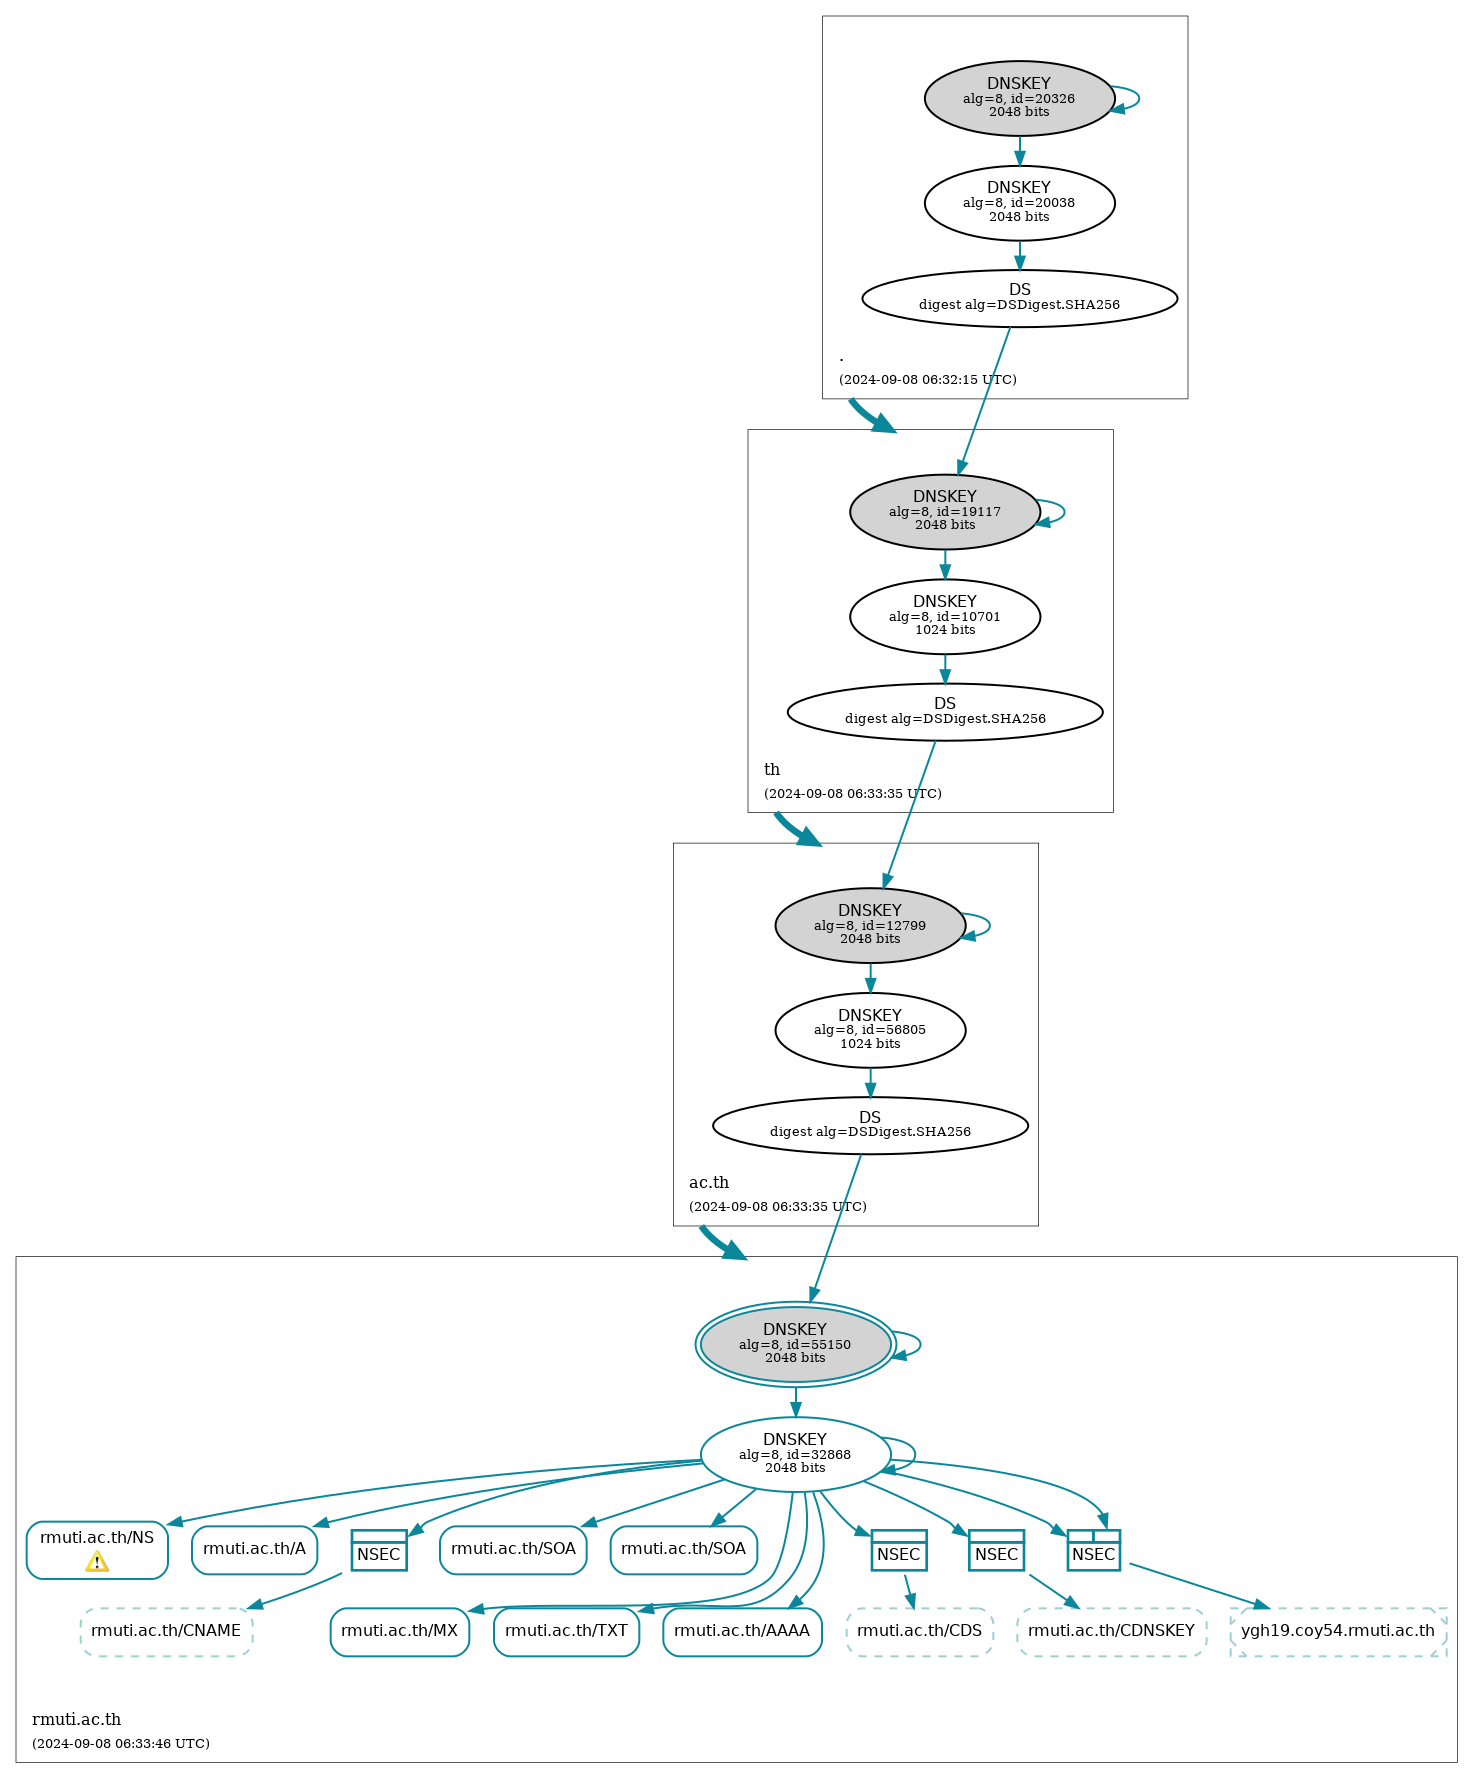 DNSKEY
alg=8, id=20326
2048 bits
DNSKEY
alg=8, id=20038
2048 bits
DS
digest alg=DSDigest.SHA256
.
(2024-09-08 06:32:15 UTC)
DNSKEY
alg=8, id=19117
2048 bits
DNSKEY
alg=8, id=10701
1024 bits
DS
digest alg=DSDigest.SHA256
th
(2024-09-08 06:33:35 UTC)
DNSKEY
alg=8, id=12799
2048 bits
DNSKEY
alg=8, id=56805
1024 bits
DS
digest alg=DSDigest.SHA256
ac.th
(2024-09-08 06:33:35 UTC)
DNSKEY
alg=8, id=55150
2048 bits
DNSKEY
alg=8, id=32868
2048 bits
rmuti.ac.th/NS
rmuti.ac.th/A
NSEC
rmuti.ac.th/SOA
rmuti.ac.th/SOA
NSEC
NSEC
NSEC
rmuti.ac.th/CNAME
rmuti.ac.th/MX
rmuti.ac.th/TXT
rmuti.ac.th/AAAA
rmuti.ac.th/CDS
rmuti.ac.th/CDNSKEY
ygh19.coy54.rmuti.ac.th
rmuti.ac.th
(2024-09-08 06:33:46 UTC)